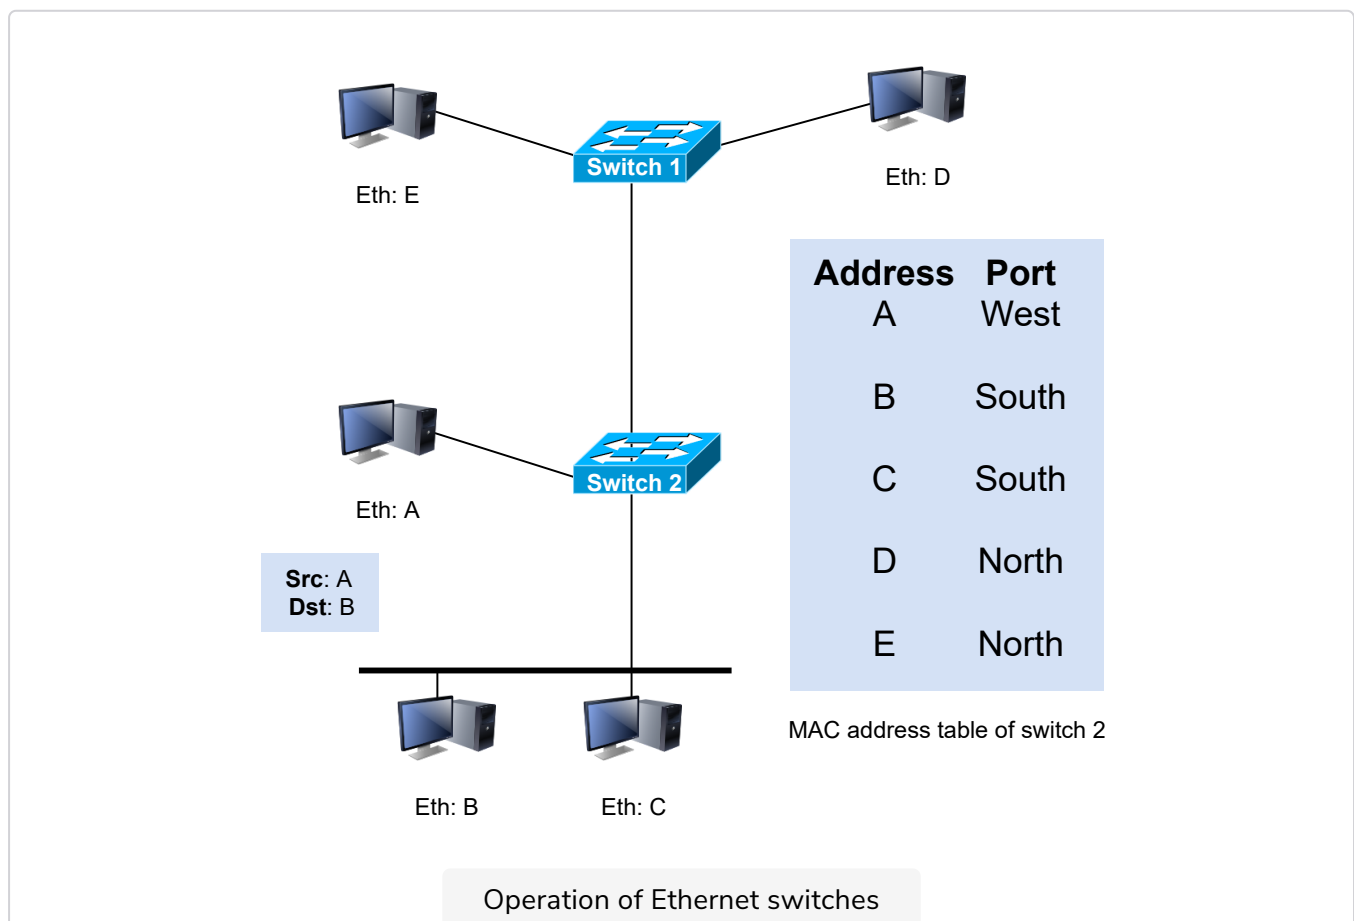 Switch 1
Eth: E
Eth: D
Address Port
A West
B South
C South
D North
E North
MAC address table of switch 2
Switch 2
Eth: A
Src: A
Dst: B
Eth: B
Eth: C
Operation of Ethernet switches